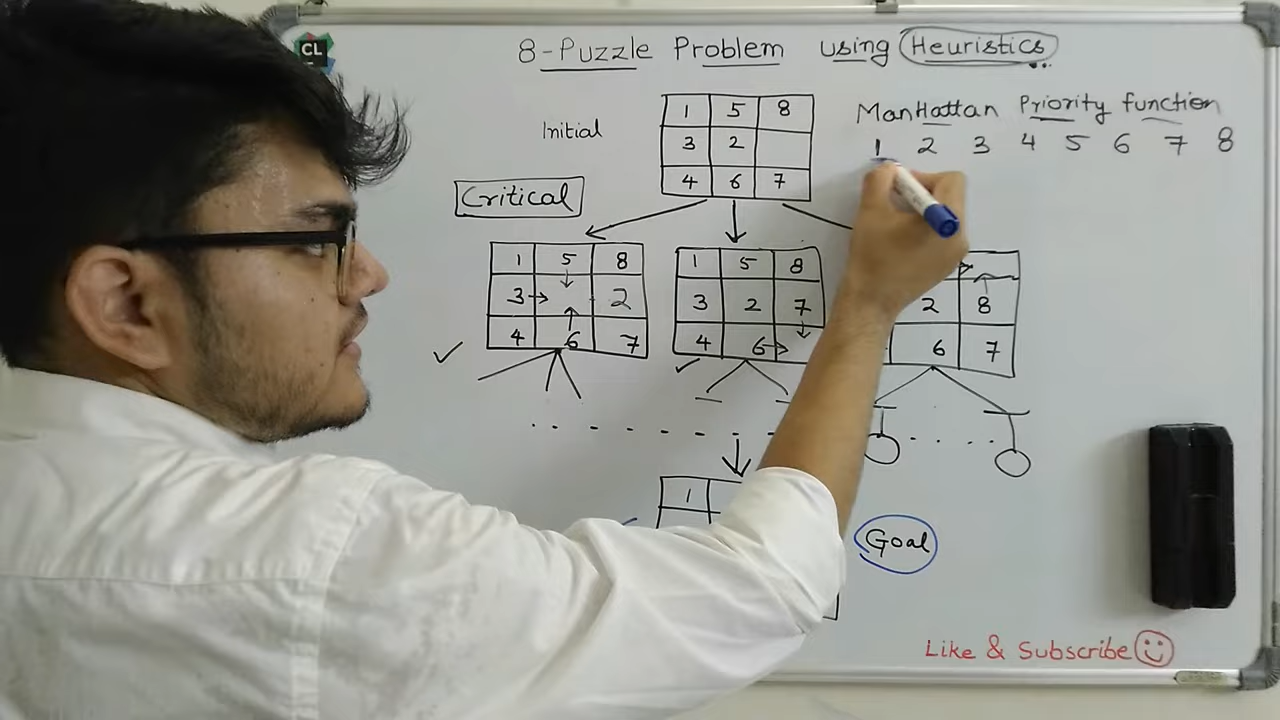 CL
8-Puzzle Problem using Heuristics
Initial
1 5 8
3 2
4 6 7
ManHattan Priority function
1 2 3 4 5 6 7 8
Critical
1 5 8
3 2
4 6 7
1 5 8
3 2 7
4 6
2 8
6 7
1
Goal
Like & Subscribe